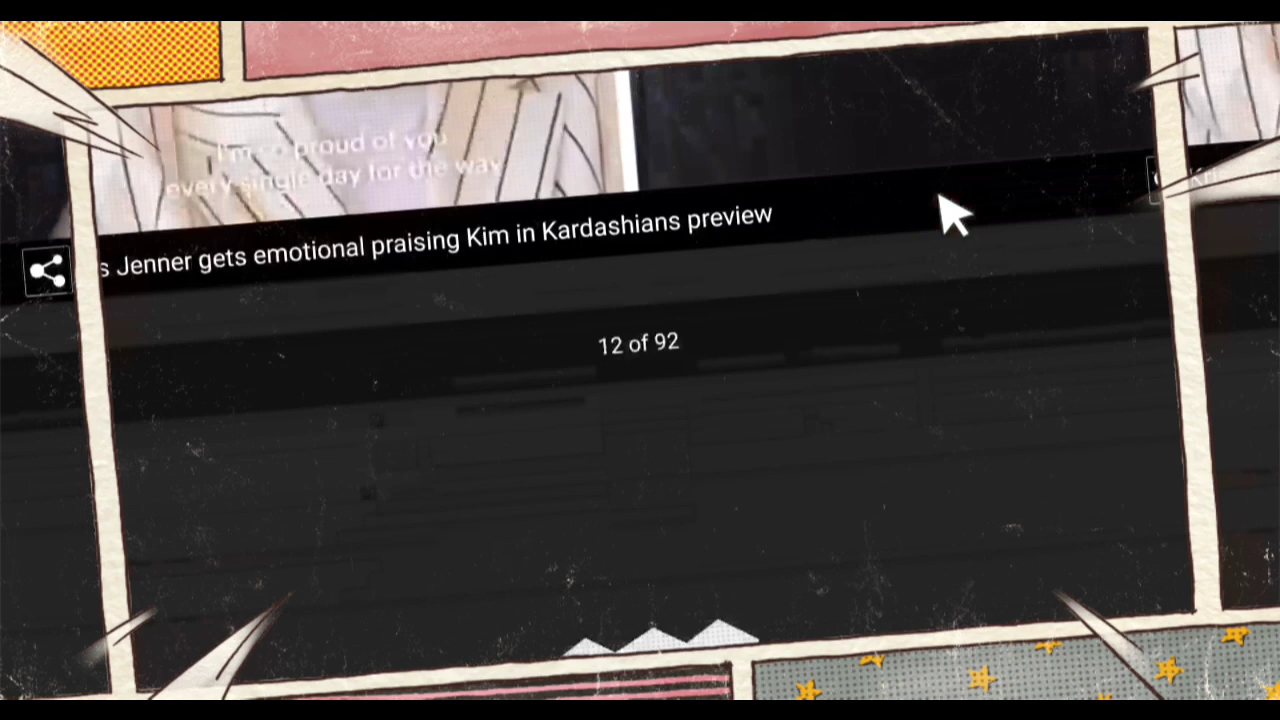 I'm so proud of you
every single day for the way
s Jenner gets emotional praising Kim in Kardashians preview
12 of 92